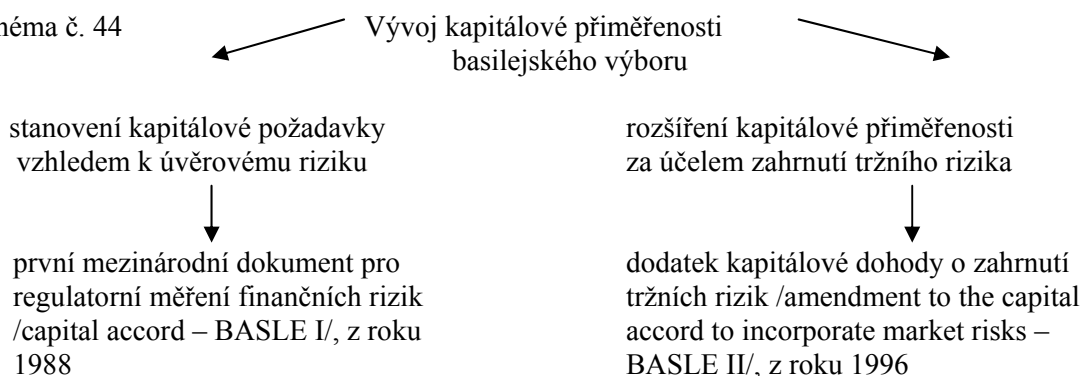 č. 44
Vývoj kapitálové přiměřenosti
basilejského výboru
stanovení kapitálové požadavky
vzhledem k úvěrovému riziku
rozšíření kapitálové přiměřenosti
za účelem zahrnutí tržního rizika
první mezinárodní dokument pro
regulatorní měření finančních rizik
/capital accord – BASLE I/, z roku
1988
dodatek kapitálové dohody o zahrnutí
tržních rizik /amendment to the capital
accord to incorporate market risks –
BASLE II/, z roku 1996